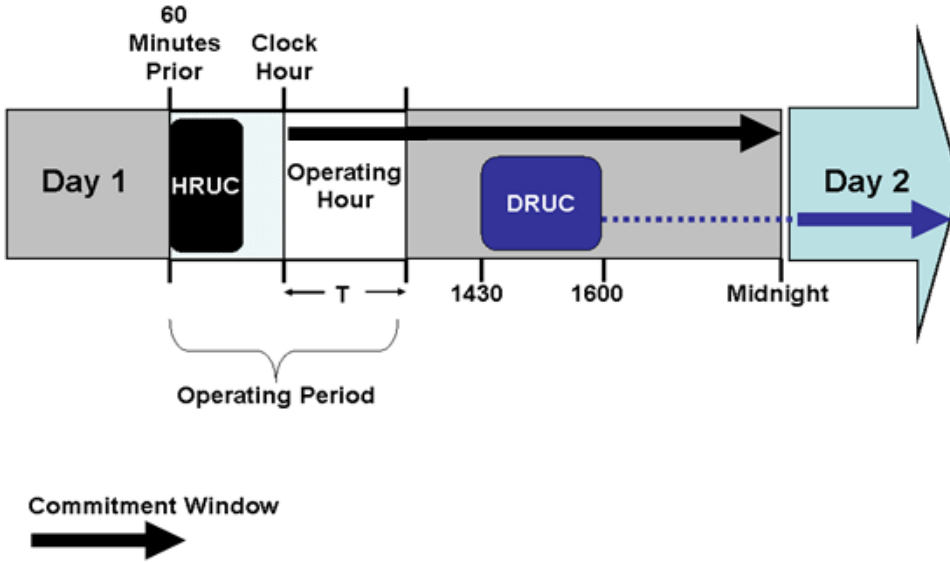 60
Minutes
Prior
Clock
Hour
Day 1
HRUC
Operating
Hour
DRUC
Day 2
T
1430
1600
Midnight
Operating Period
Commitment Window